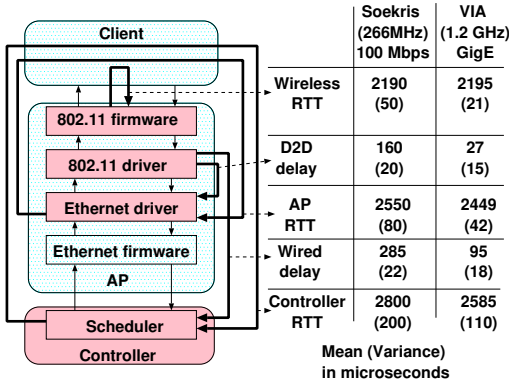 Client
802.11 firmware
802.11 driver
Ethernet driver
Ethernet firmware
AP
Scheduler
Controller
Soekris VIA
(266MHz) (1.2 GHz)
100 Mbps GigE
Wireless 2190 2195
RTT (50) (21)
D2D 160 27
delay (20) (15)
AP 2550 2449
RTT (80) (42)
Wired 285 95
delay (22) (18)
Controller 2800 2585
RTT (200) (110)
Mean (Variance)
in microseconds